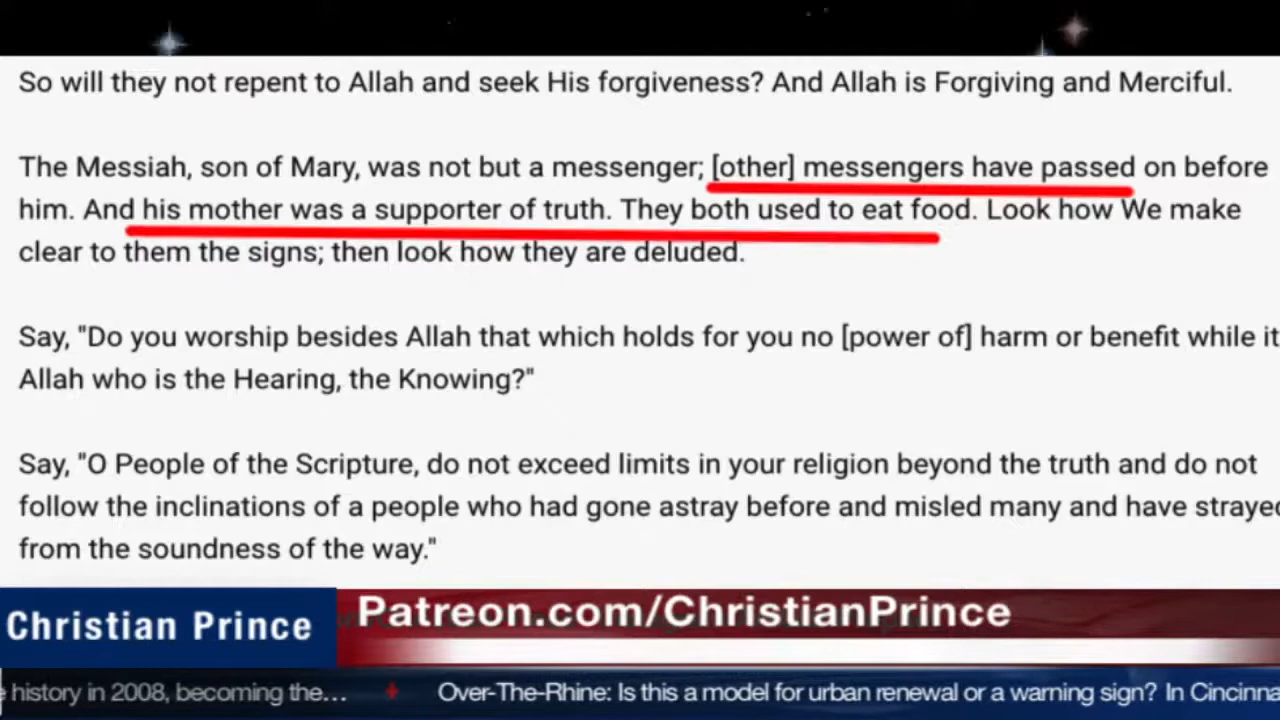 So will they not repent to Allah and seek His forgiveness? And Allah is Forgiving and Merciful.
The Messiah, son of Mary, was not but a messenger; [other] messengers have passed on before
him. And his mother was a supporter of truth. They both used to eat food. Look how We make
clear to them the signs; then look how they are deluded.
Say, "Do you worship besides Allah that which holds for you no [power of] harm or benefit while it
Allah who is the Hearing, the Knowing?"
Say, "O People of the Scripture, do not exceed limits in your religion beyond the truth and do not
follow the inclinations of a people who had gone astray before and misled many and have strayed
from the soundness of the way."
Christian Prince
Patreon.com/ChristianPrince
history in 2008, becoming the... Over-The-Rhine: Is this a model for urban renewal or a warning sign? In Cincinna